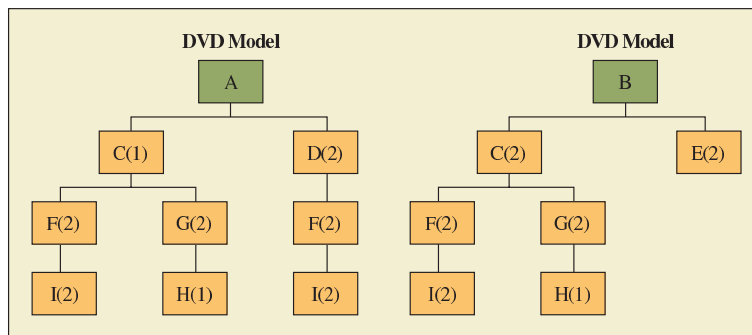 DVD Model DVD Model
A B
C(1) D(2) C(2) E(2)
F(2) G(2) F(2) F(2) G(2)
I(2) H(1) I(2) I(2) H(1)